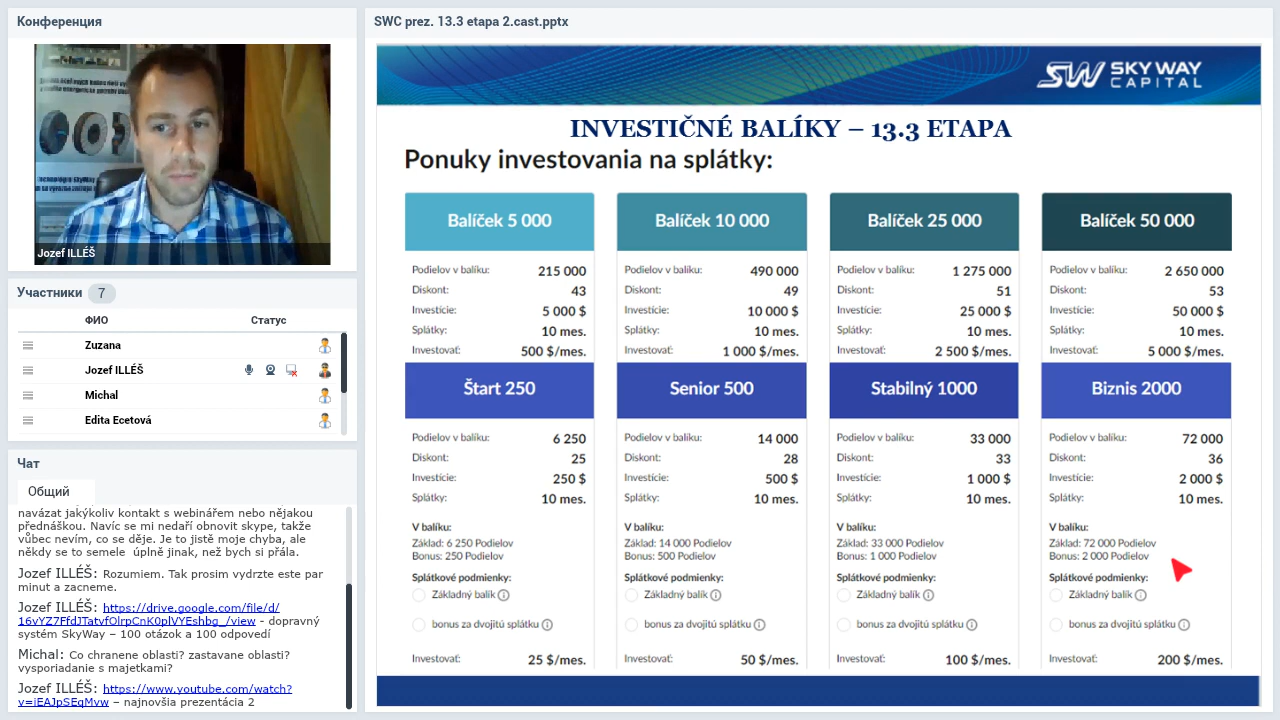 Конференция
Jozef ILLÉŠ
Участники 7
ФИО Статус
Zuzana
Jozef ILLÉŠ
Michal
Edita Ecetová
Чат
Общий
navázat jakýkoliv kontakt s webinářem nebo nějakou
přednáškou. Navíc se mi nedaří obnovit skype, takže
vůbec nevím, co se děje. Je to jistě moje chyba, ale
někdy se to semele úplně jinak, než bych si přála.
Jozef ILLÉŠ: Rozumiem. Tak prosim vydrzte este par
minut a zacneme.
Jozef ILLÉŠ: https://drive.google.com/file/d/
16vYZ7FfdJTatvfOlrpCnK0plVYEshbg_/view - dopravný
systém SkyWay – 100 otázok a 100 odpovedí
Michal: Co chranene oblasti? zastavane oblasti?
vysporiadanie s majetkami?
Jozef ILLÉŠ: https://www.youtube.com/watch?
v=jEAJpSEqMvw – najnovšia prezentácia 2
SWC prez. 13.3 etapa 2.cast.pptx
SW SKY WAY
CAPITAL
INVESTIČNÉ BALÍKY – 13.3 ETAPA
Ponuky investovania na splátky:
Balíček 5 000
Podielov v balíku: 215 000
Diskont: 43
Investície: 5 000 $
Splátky: 10 mes.
Investovať: 500 $/mes.
Balíček 10 000
Podielov v balíku: 490 000
Diskont: 49
Investície: 10 000 $
Splátky: 10 mes.
Investovať: 1 000 $/mes.
Balíček 25 000
Podielov v balíku: 1 275 000
Diskont: 51
Investície: 25 000 $
Splátky: 10 mes.
Investovať: 2 500 $/mes.
Balíček 50 000
Podielov v balíku: 2 650 000
Diskont: 53
Investície: 50 000 $
Splátky: 10 mes.
Investovať: 5 000 $/mes.
Štart 250
Podielov v balíku: 6 250
Diskont: 25
Investície: 250 $
Splátky: 10 mes.
V balíku:
Základ: 6 250 Podielov
Bonus: 250 Podielov
Splátkové podmienky:
Základný balík
bonus za dvojitú splátku
Investovať: 25 $/mes.
Senior 500
Podielov v balíku: 14 000
Diskont: 28
Investície: 500 $
Splátky: 10 mes.
V balíku:
Základ: 14 000 Podielov
Bonus: 500 Podielov
Splátkové podmienky:
Základný balík
bonus za dvojitú splátku
Investovať: 50 $/mes.
Stabilný 1000
Podielov v balíku: 33 000
Diskont: 33
Investície: 1 000 $
Splátky: 10 mes.
V balíku:
Základ: 33 000 Podielov
Bonus: 1 000 Podielov
Splátkové podmienky:
Základný balík
bonus za dvojitú splátku
Investovať: 100 $/mes.
Biznis 2000
Podielov v balíku: 72 000
Diskont: 36
Investície: 2 000 $
Splátky: 10 mes.
V balíku:
Základ: 72 000 Podielov
Bonus: 2 000 Podielov
Splátkové podmienky:
Základný balík
bonus za dvojitú splátku
Investovať: 200 $/mes.